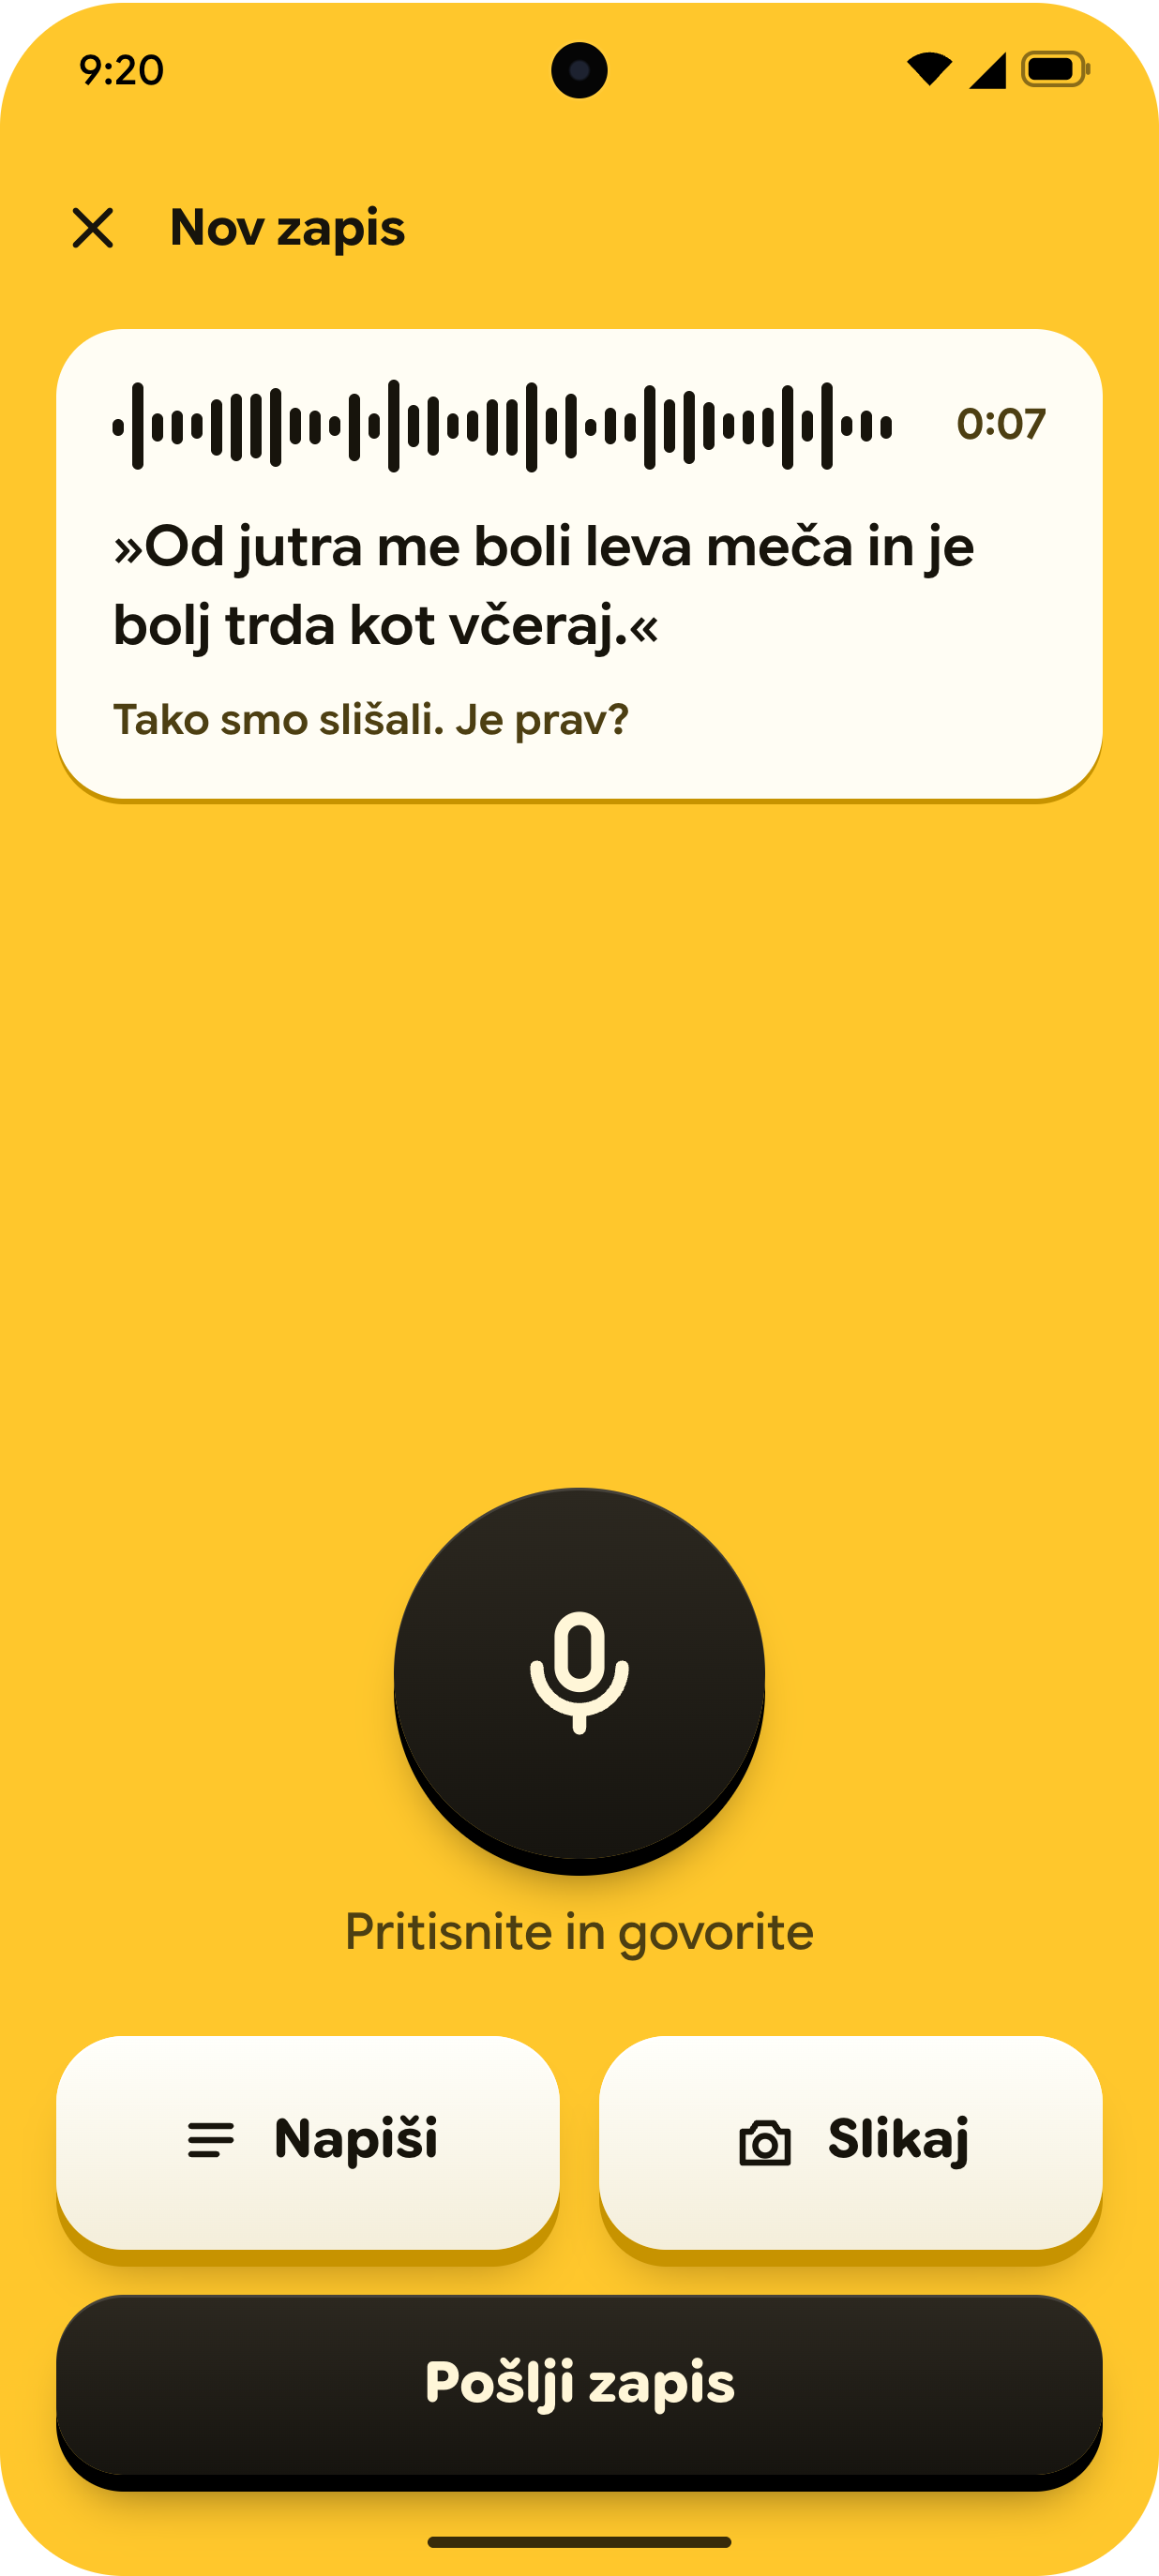 9:20
Nov zapis
0:07
»Od jutra me boli leva meča in je
bolj trda kot včeraj.«
Tako smo slišali. Je prav?
Pritisnite in govorite
Napiši
Slikaj
Pošlji zapis